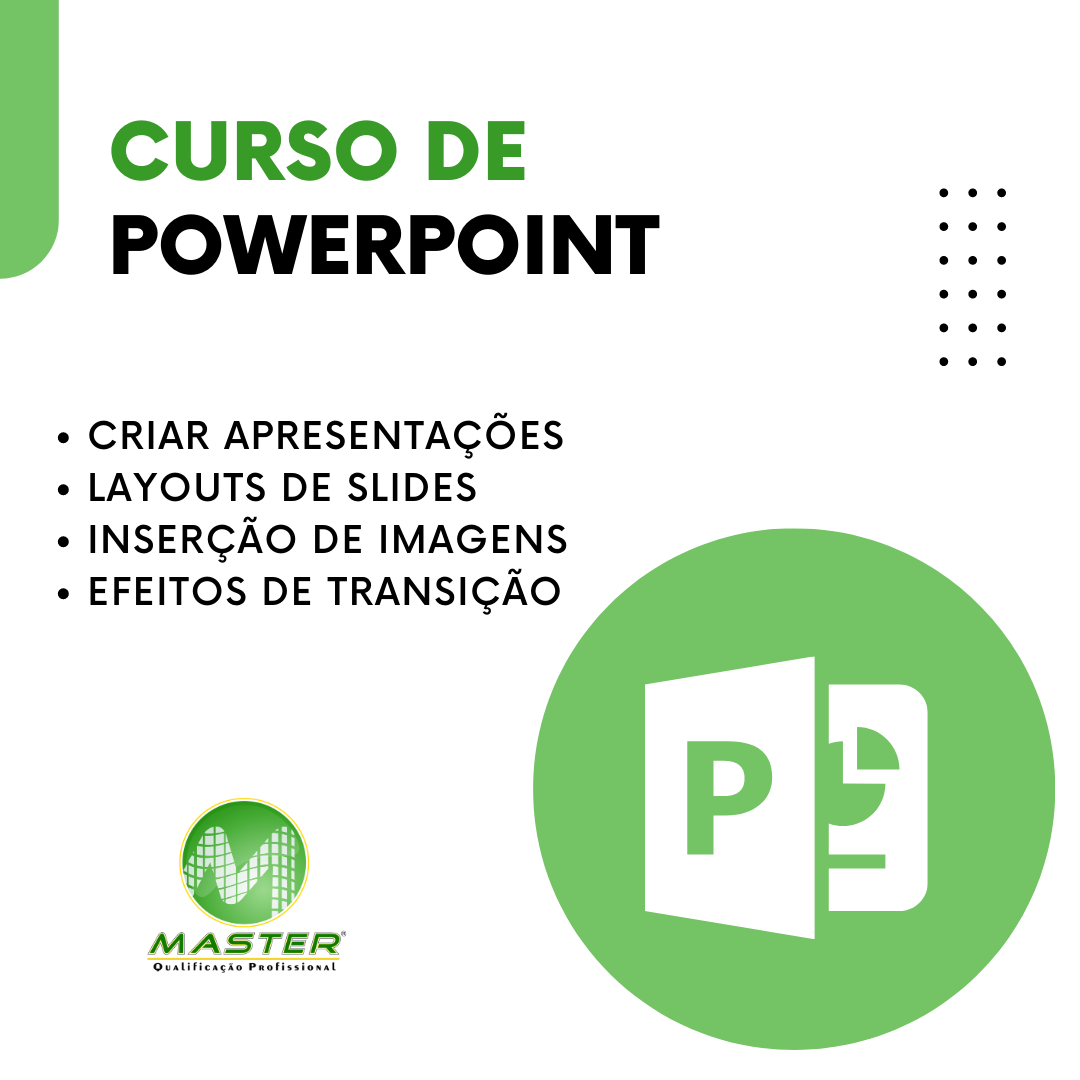 CURSO DE
POWERPOINT
• CRIAR APRESENTAÇÕES
• LAYOUTS DE SLIDES
• INSERÇÃO DE IMAGENS
• EFEITOS DE TRANSIÇÃO
P
M
MASTER®
Qualificação Profissional